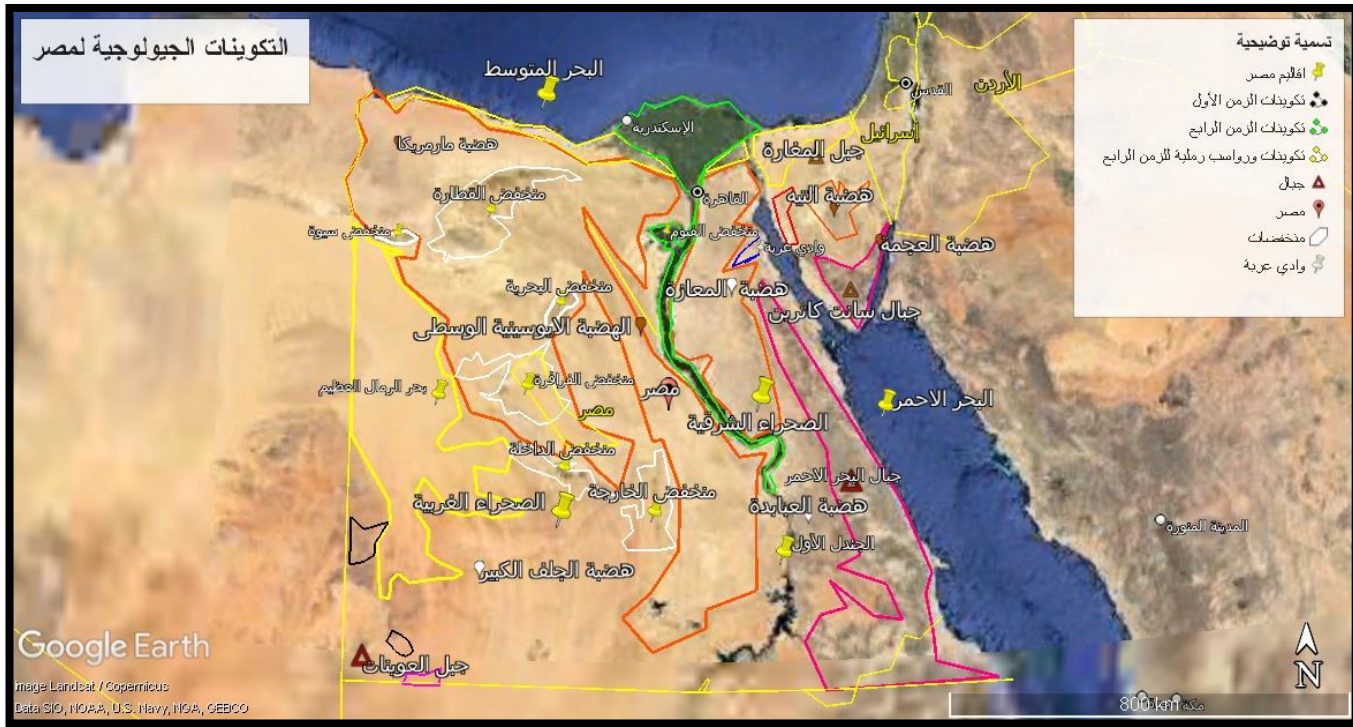 التكوينات الجيولوجية لمصر
تسمية توضيحية
اقاليم مصر
تكوينات الزمن الأول
تكوينات الزمن الرابع
تكوينات ورواسب رملية للزمن الرابع
جبال
مصر
منخفضات
وادي عربة
البحر المتوسط
الأردن
القدس
الإسكندرية
إسرائيل
هضبة مارمريكا
جبل المغارة
منخفض القطارة
القاهرة
هضبة التيه
منخفض سيوة
منخفض الفيوم
وادي عربة
هضبة العجمة
منخفض البحرية
هضبة المعازة
جبال سانت كاترين
الهضبة الايوسينية الوسطى
بحر الرمال العظيم
منخفض الفرافرة
مصر
مصر
البحر الاحمر
الصحراء الشرقية
منخفض الداخلة
جبال البحر الاحمر
الصحراء الغربية
منخفض الخارجة
هضبة العبابدة
المدينة المنورة
الجندل الأول
هضبة الجلف الكبير
جبل العوينات
Google Earth
Image Landsat / Copernicus
Data SIO, NOAA, U.S. Navy, NGA, GEBCO
N
800 km
مكة